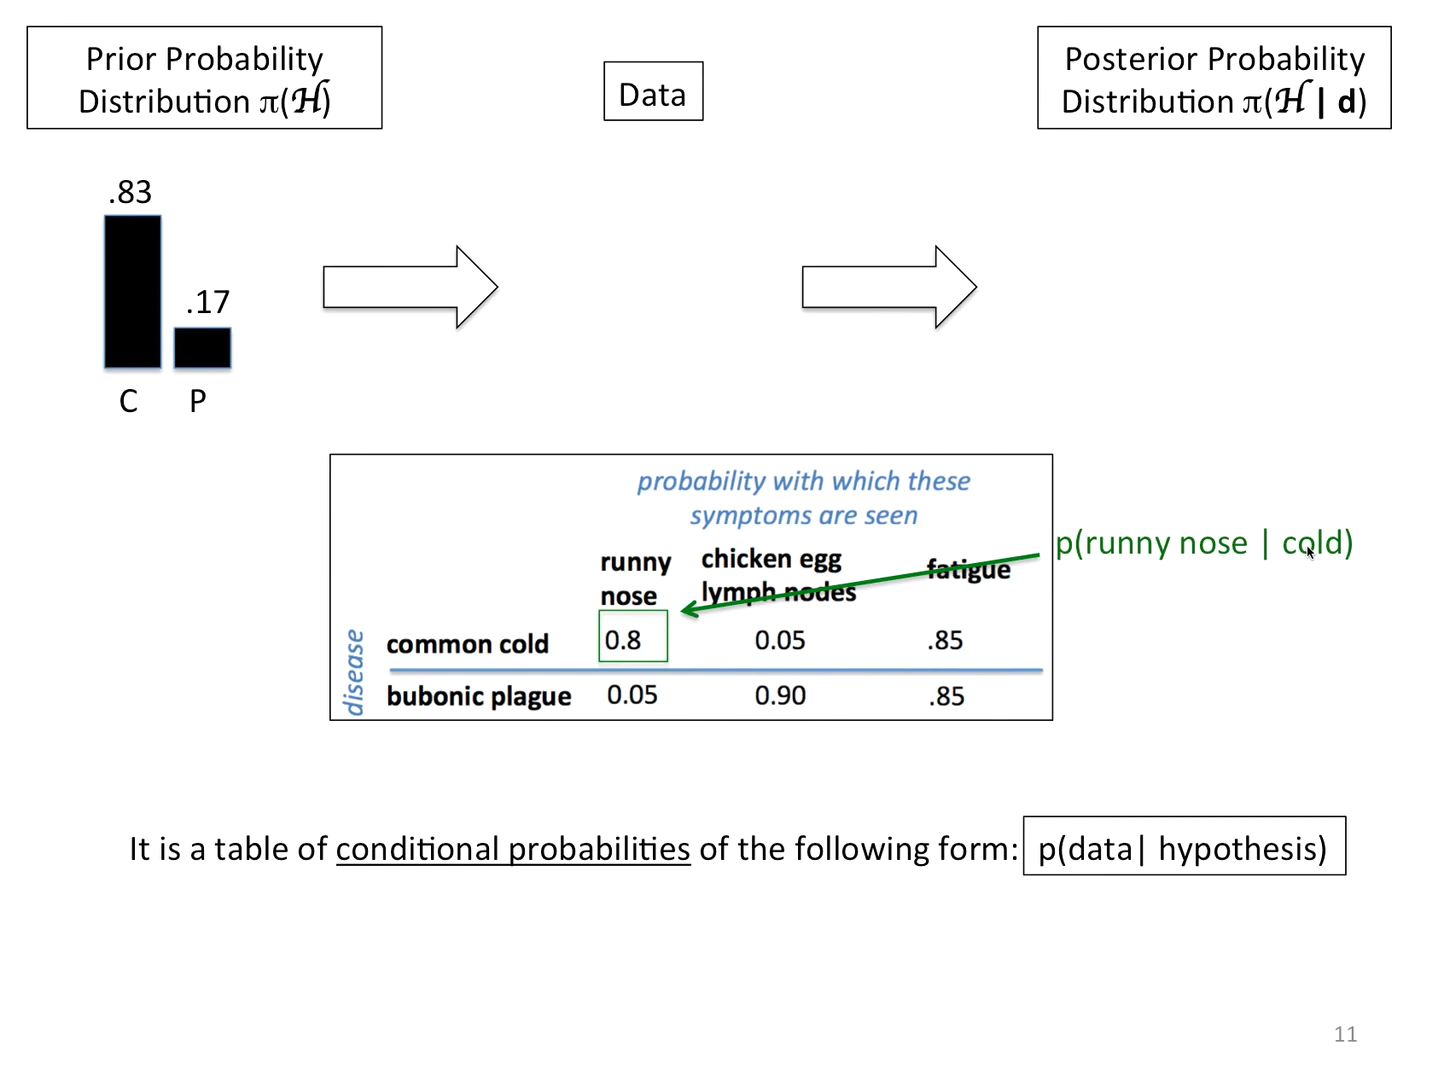 Prior Probability
Distribution π(ℋ)
Data
Posterior Probability
Distribution π(ℋ | d)
.83
.17
C P
probability with which these
symptoms are seen
runny
nose
chicken egg
lymph nodes
fatigue
p(runny nose | cold)
disease
common cold 0.8 0.05 .85
bubonic plague 0.05 0.90 .85
It is a table of conditional probabilities of the following form: p(data| hypothesis)
11